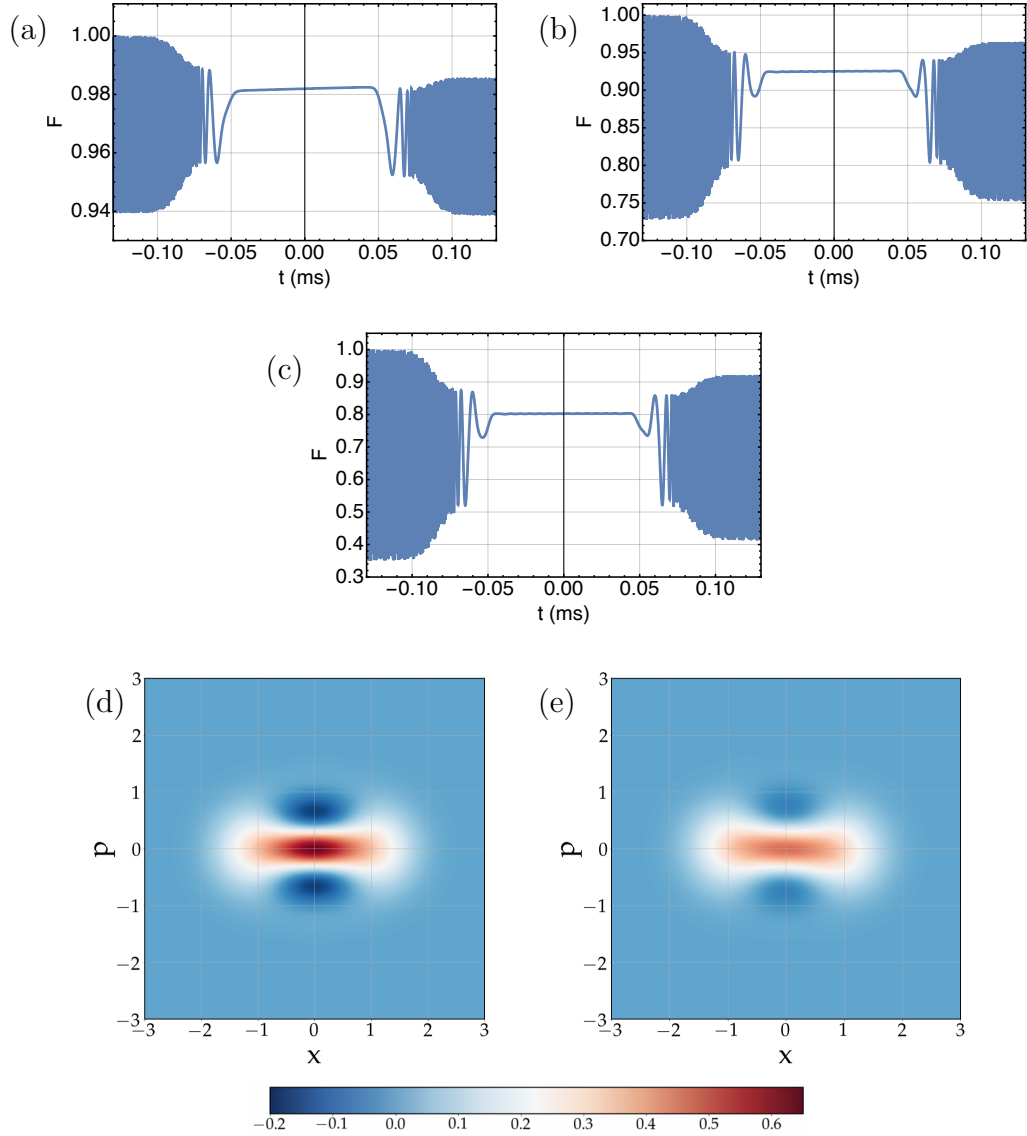 (a)
1.00
0.98
0.96
0.94
F
−0.10 −0.05 0.00 0.05 0.10
t (ms)
(b)
1.00
0.95
0.90
0.85
0.80
0.75
0.70
F
−0.10 −0.05 0.00 0.05 0.10
t (ms)
(c)
1.0
0.9
0.8
0.7
0.6
0.5
0.4
0.3
F
−0.10 −0.05 0.00 0.05 0.10
t (ms)
(d)
3
2
1
0
−1
−2
−3
p
−3 −2 −1 0 1 2 3
x
(e)
3
2
1
0
−1
−2
−3
p
−3 −2 −1 0 1 2 3
x
−0.2 −0.1 0.0 0.1 0.2 0.3 0.4 0.5 0.6